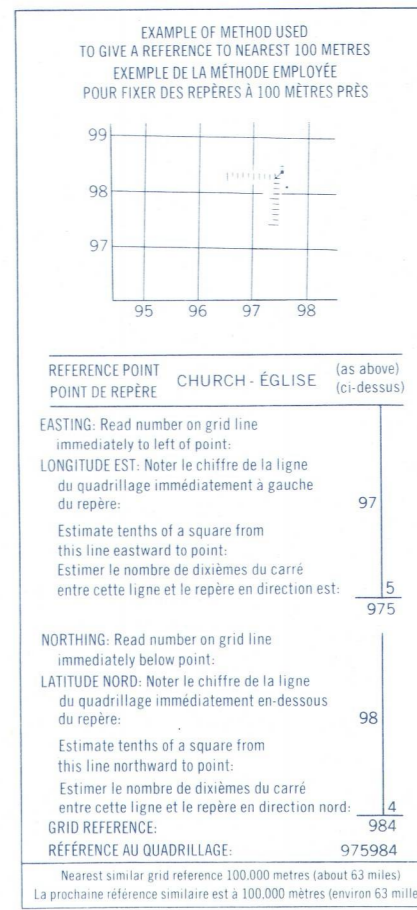 EXAMPLE OF METHOD USED
TO GIVE A REFERENCE TO NEAREST 100 METRES
EXEMPLE DE LA MÉTHODE EMPLOYÉE
POUR FIXER DES REPÈRES À 100 MÈTRES PRÈS
99
98
97
95 96 97 98
REFERENCE POINT
POINT DE REPÈRE
CHURCH - ÉGLISE
(as above)
(ci-dessus)
EASTING: Read number on grid line
immediately to left of point:
LONGITUDE EST: Noter le chiffre de la ligne
du quadrillage immédiatement à gauche
du repère: 97
Estimate tenths of a square from
this line eastward to point:
Estimer le nombre de dixièmes du carré
entre cette ligne et le repère en direction est: 5
975
NORTHING: Read number on grid line
immediately below point:
LATITUDE NORD: Noter le chiffre de la ligne
du quadrillage immédiatement en-dessous
du repère: 98
Estimate tenths of a square from
this line northward to point:
Estimer le nombre de dixièmes du carré
entre cette ligne et le repère en direction nord: 4
GRID REFERENCE: 984
RÉFÉRENCE AU QUADRILLAGE: 975984
Nearest similar grid reference 100,000 metres (about 63 miles)
La prochaine référence similaire est à 100,000 mètres (environ 63 mille